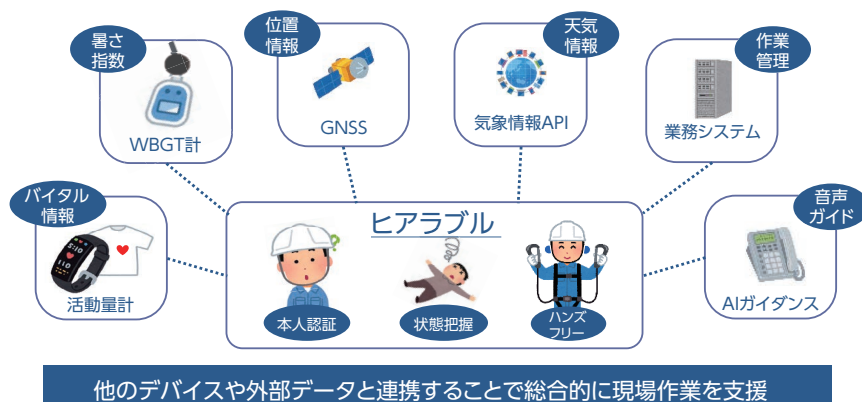 暑さ
指数
WBGT計
位置
情報
GNSS
天気
情報
気象情報API
作業
管理
業務システム
バイタル
情報
活動量計
ヒアラブル
本人認証
状態把握
ハンズ
フリー
音声
ガイド
AIガイダンス
他のデバイスや外部データと連携することで総合的に現場作業を支援